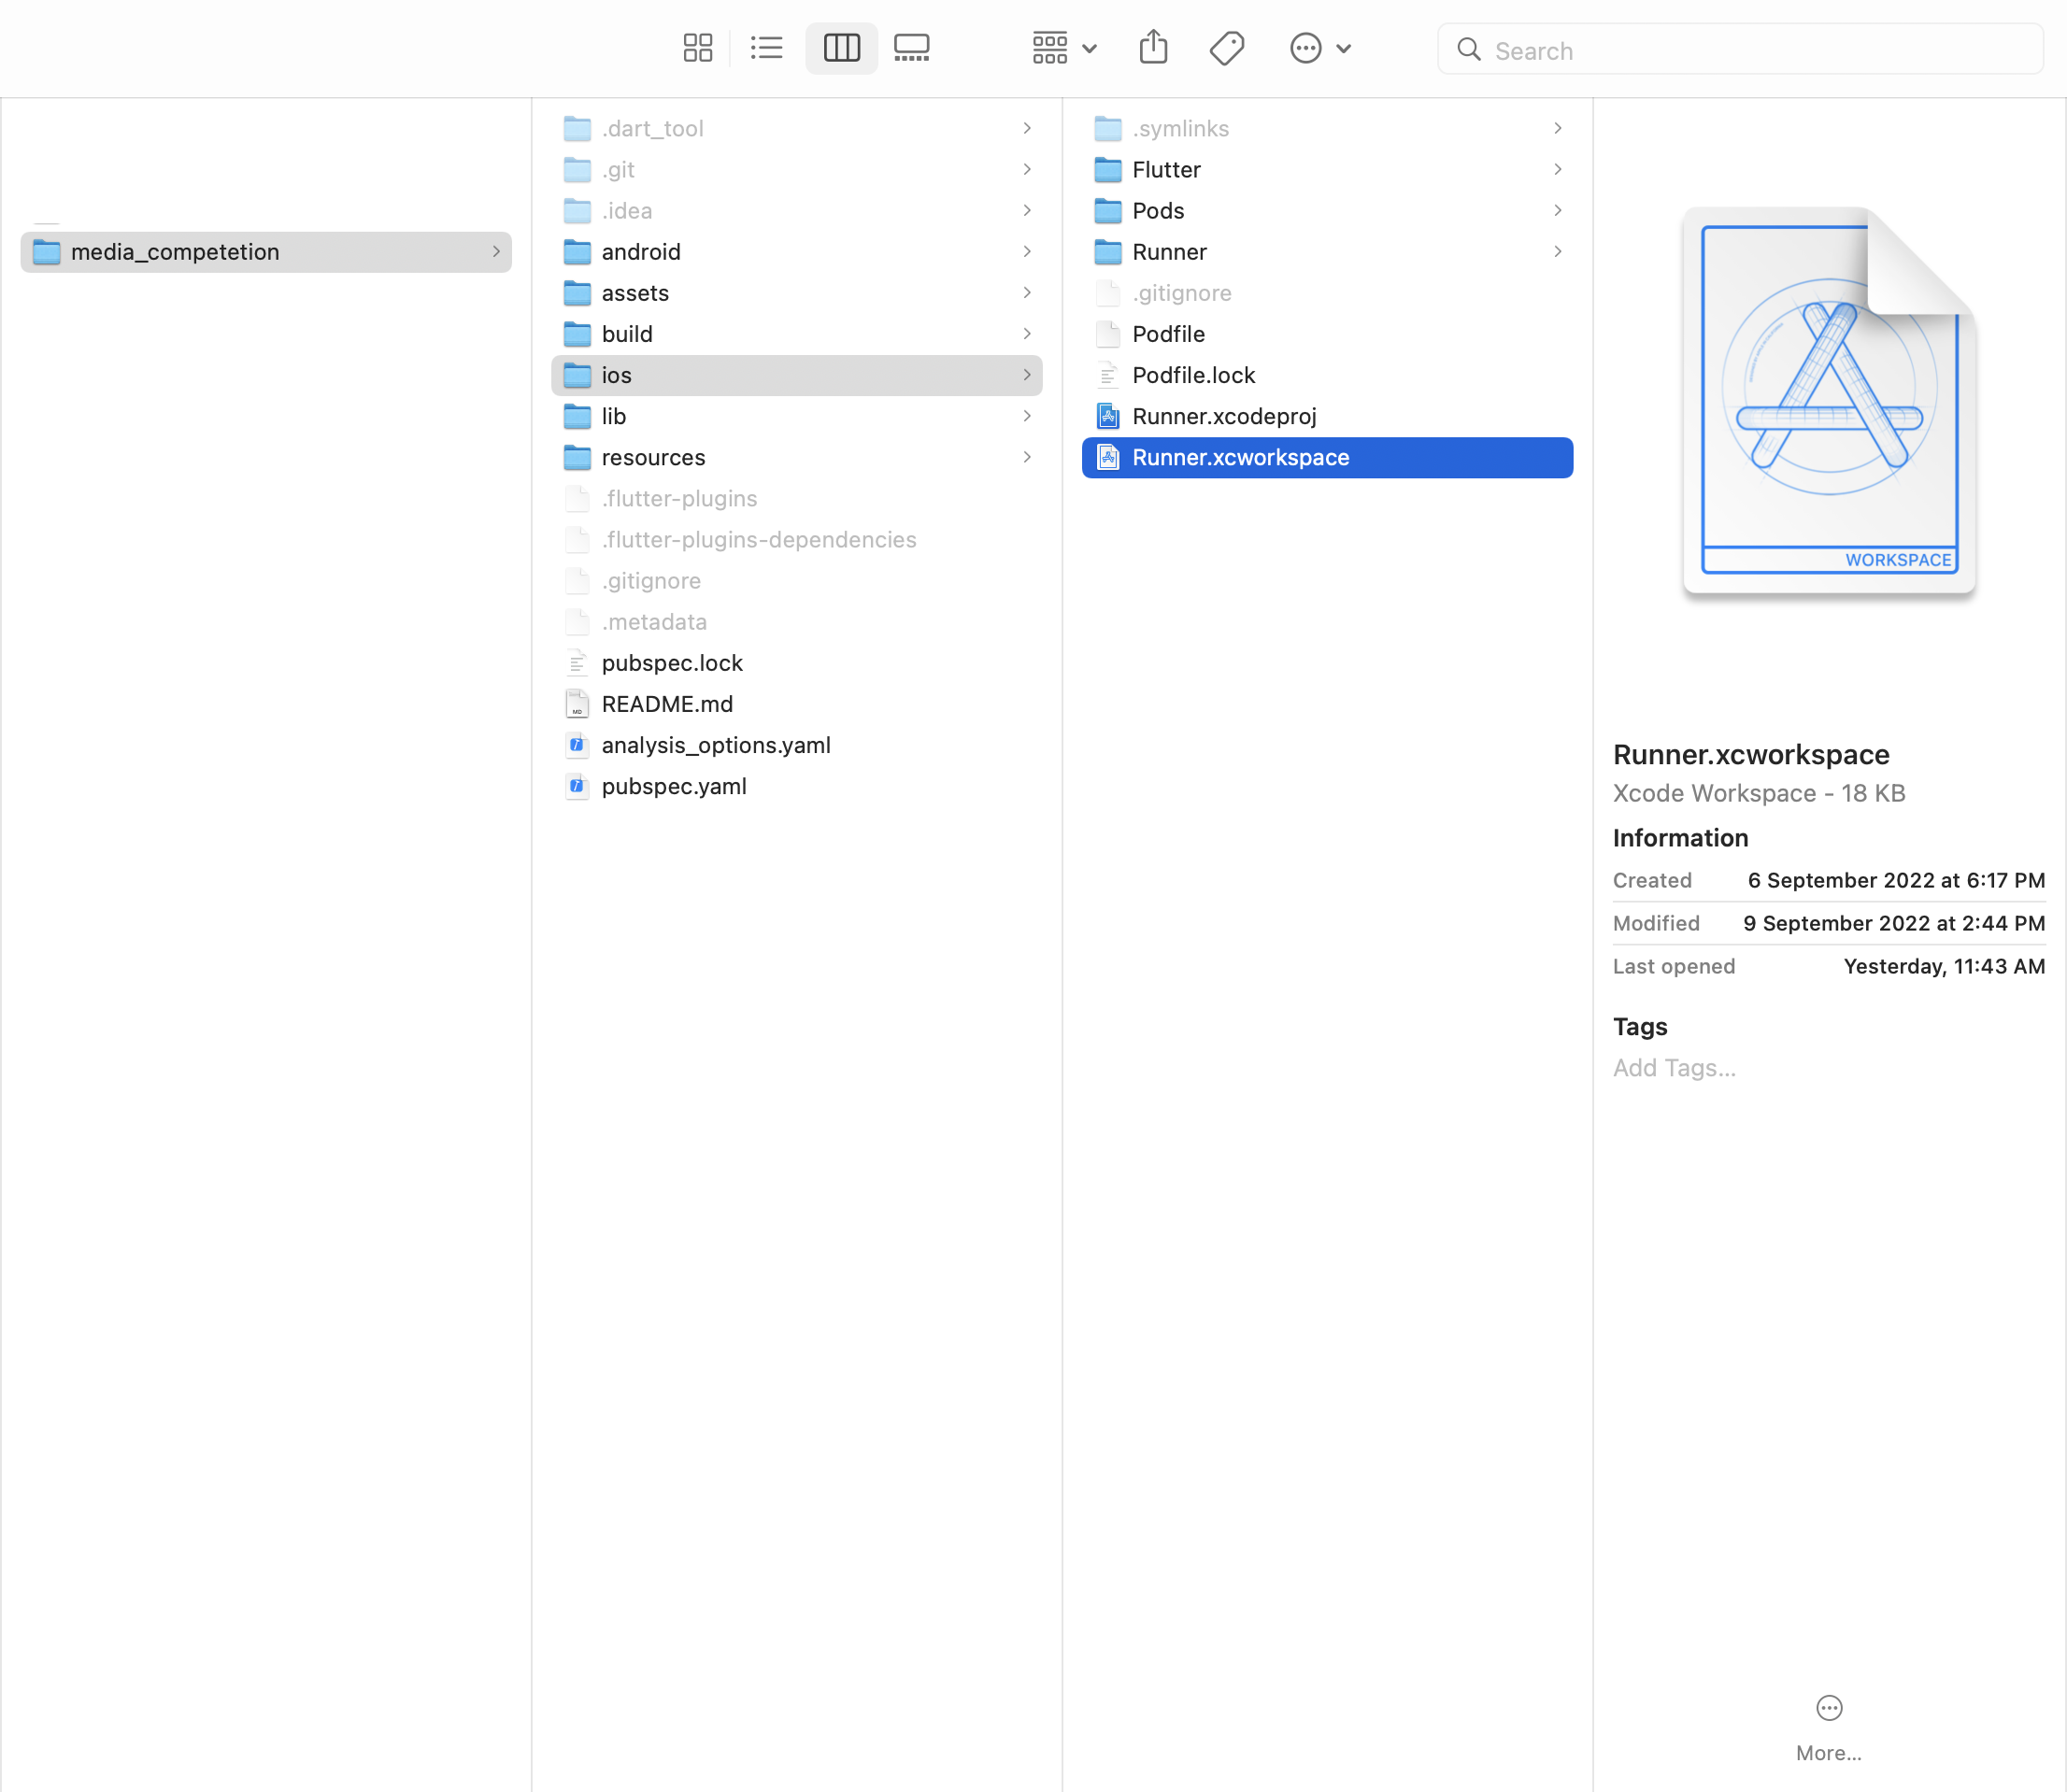 Search
media_competetion
.dart_tool
.git
.idea
android
assets
build
ios
lib
resources
.flutter-plugins
.flutter-plugins-dependencies
.gitignore
.metadata
pubspec.lock
README.md
analysis_options.yaml
pubspec.yaml
.symlinks
Flutter
Pods
Runner
.gitignore
Podfile
Podfile.lock
Runner.xcodeproj
Runner.xcworkspace
WORKSPACE
Runner.xcworkspace
Xcode Workspace - 18 KB
Information
Created 6 September 2022 at 6:17 PM
Modified 9 September 2022 at 2:44 PM
Last opened Yesterday, 11:43 AM
Tags
Add Tags...
More...